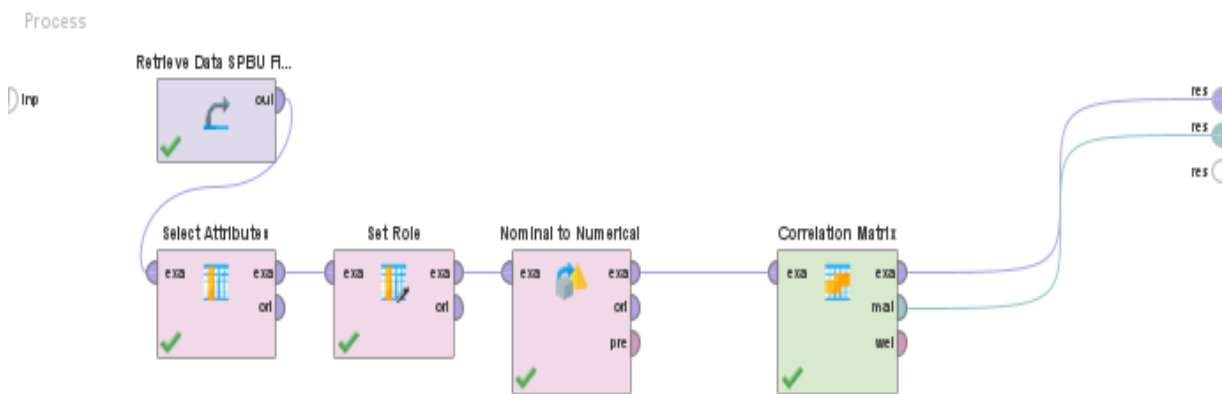 Process
Retrieve Data SPBU Fi...
inp
out
res
res
res
Select Attributes
Set Role
Nominal to Numerical
Correlation Matrix
exa
exa
ori
exa
exa
ori
exa
exa
ori
pre
exa
exa
mat
wei